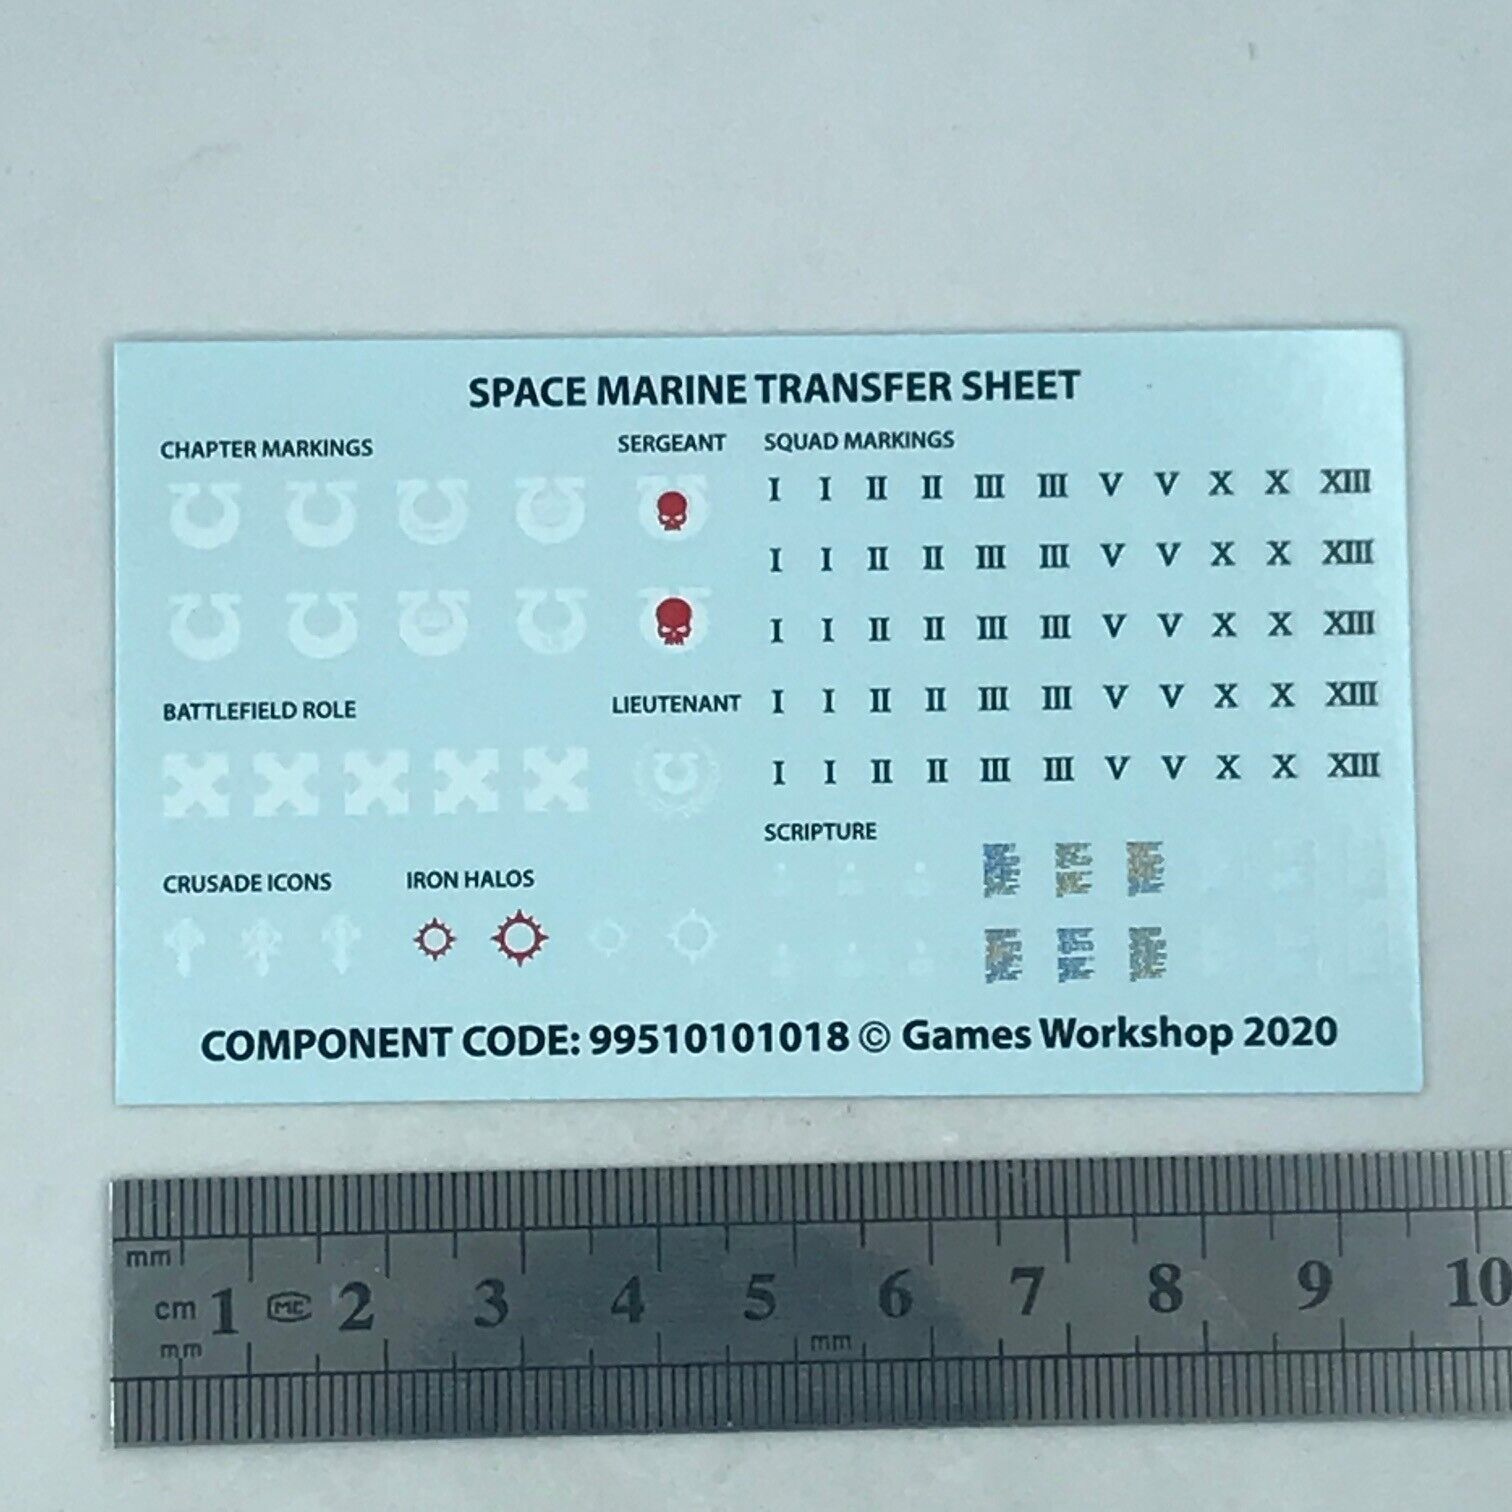 SPACE MARINE TRANSFER SHEET
CHAPTER MARKINGS
SERGEANT
SQUAD MARKINGS
I I II II III III V V X X XIII
I I II II III III V V X X XIII
I I II II III III V V X X XIII
I I II II III III V V X X XIII
I I II II III III V V X X XIII
BATTLEFIELD ROLE
LIEUTENANT
SCRIPTURE
CRUSADE ICONS
IRON HALOS
COMPONENT CODE: 99510101018 © Games Workshop 2020
mm
cm 1 MC 2 3 4 5 6 7 8 9 10
mm mm